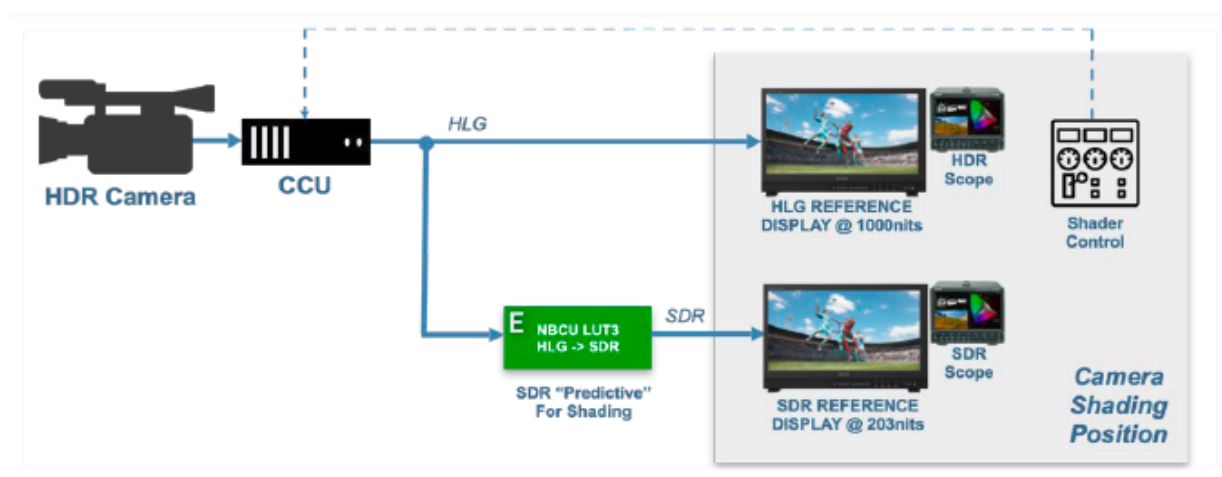 HLG
HDR Camera
CCU
HDR
Scope
HLG REFERENCE
DISPLAY @ 1000nits
Shader
Control
E
NBCU LUT3
HLG -> SDR
SDR
SDR "Predictive"
For Shading
SDR
Scope
SDR REFERENCE
DISPLAY @ 203nits
Camera
Shading
Position